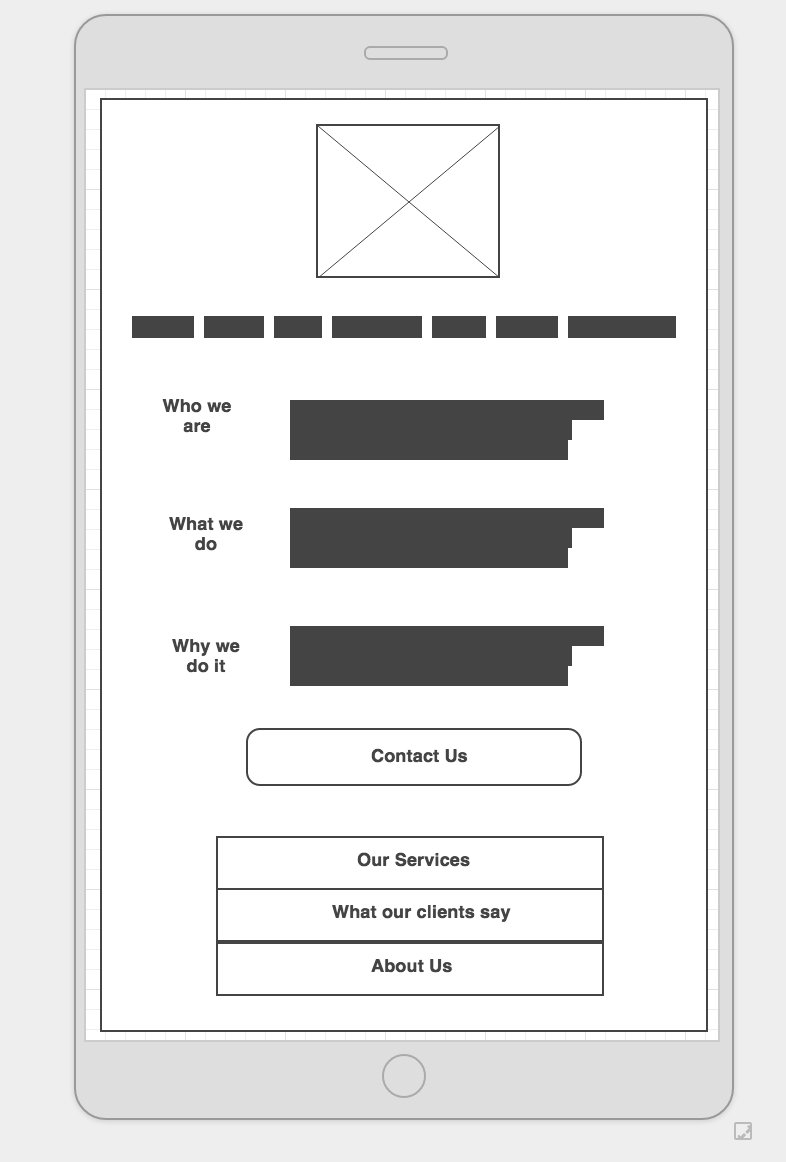 Who we
are
What we
do
Why we
do it
Contact Us
Our Services
What our clients say
About Us